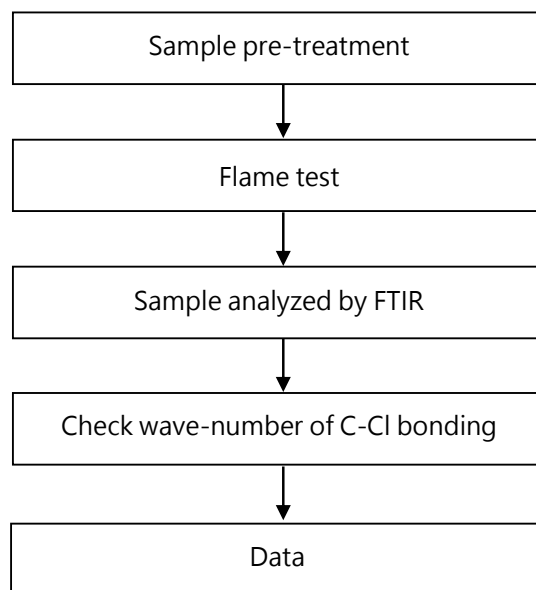 Sample pre-treatment
Flame test
Sample analyzed by FTIR
Check wave-number of C-Cl bonding
Data